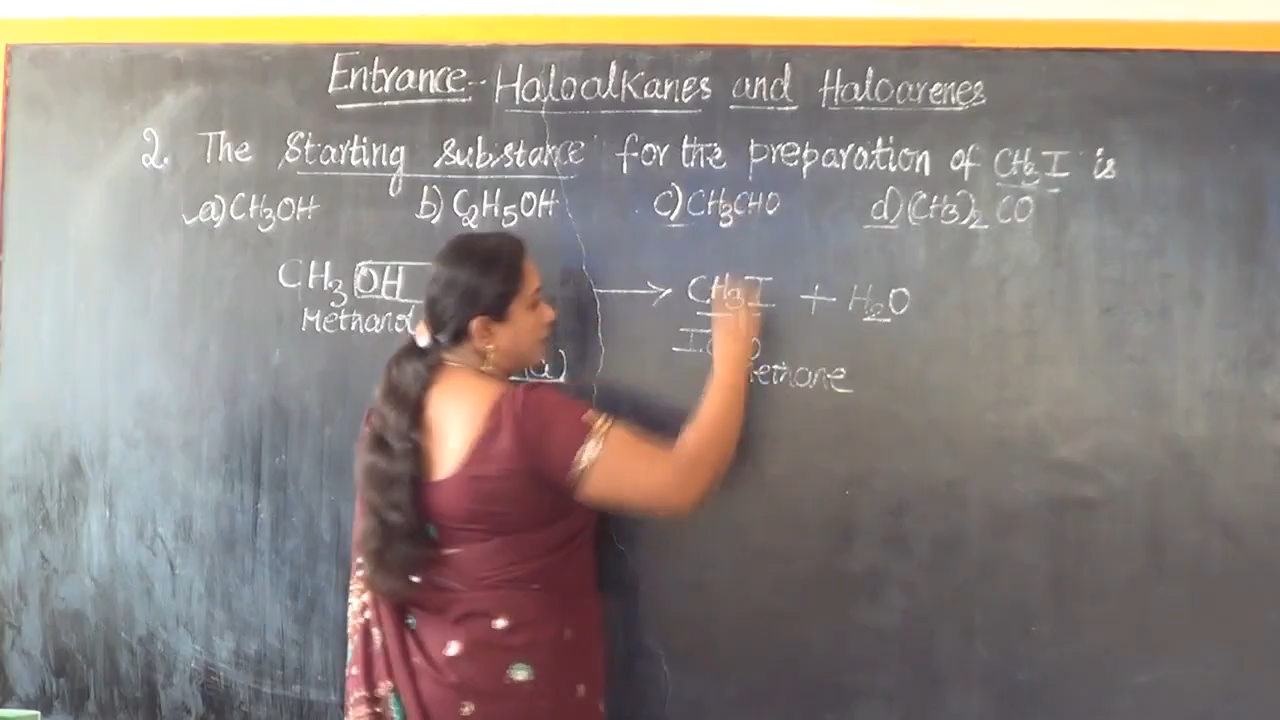 Entrance - Haloalkanes and Haloarenes
2. The Starting substance for the preparation of CH3I is
a) CH3OH b) C2H5OH c) CH3CHO d) (CH3)2 CO
CH3 OH → CH3I + H2O
Methanol
a)
methane